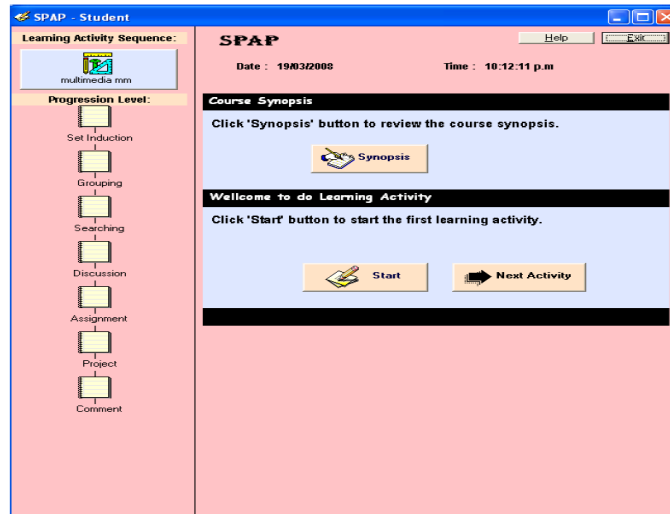 SPAP - Student
Learning Activity Sequence:
multimedia mm
Progression Level:
Set Induction
Grouping
Searching
Discussion
Assignment
Project
Comment
SPAP
Help
Exit
Date : 19/03/2008
Time : 10:12:11 p.m
Course Synopsis
Click 'Synopsis' button to review the course synopsis.
Synopsis
Wellcome to do Learning Activity
Click 'Start' button to start the first learning activity.
Start
Next Activity